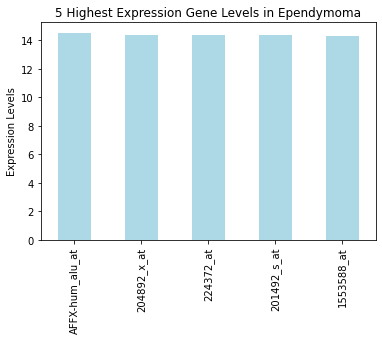 5 Highest Expression Gene Levels in Ependymoma
Expression Levels
14
12
10
8
6
4
2
0
AFFX-hum_alu_at
204892_x_at
224372_at
201492_s_at
1553588_at